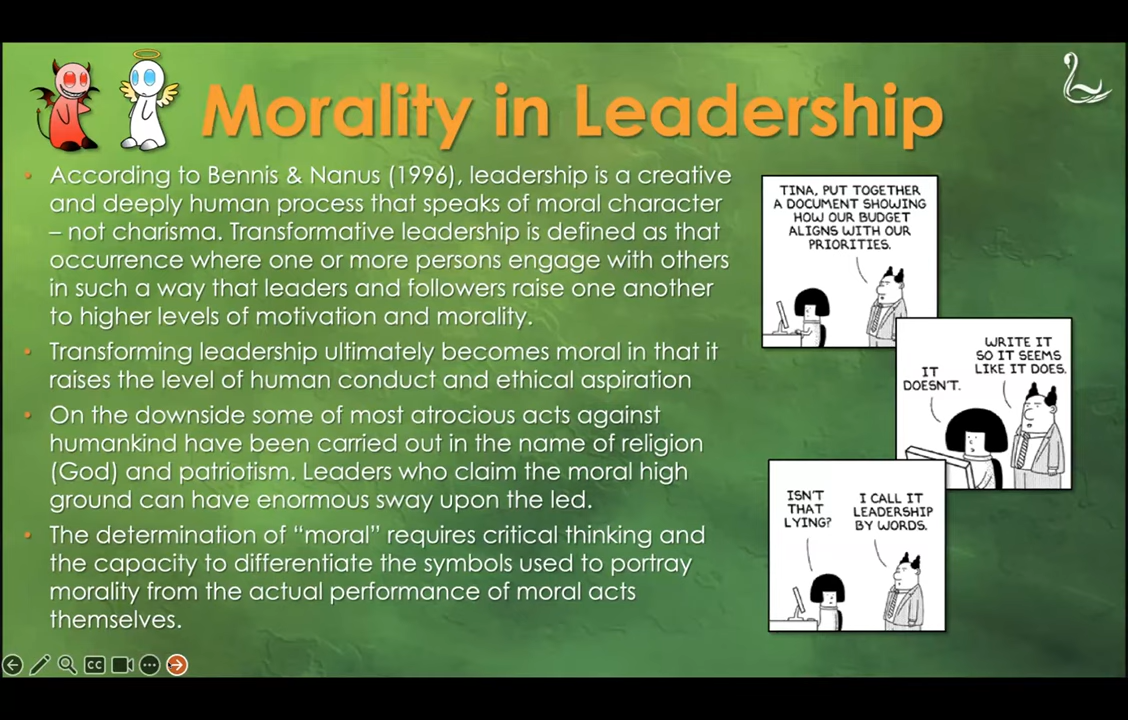 Morality in Leadership
• According to Bennis & Nanus (1996), leadership is a creative
and deeply human process that speaks of moral character
– not charisma. Transformative leadership is defined as that
occurrence where one or more persons engage with others
in such a way that leaders and followers raise one another
to higher levels of motivation and morality.
• Transforming leadership ultimately becomes moral in that it
raises the level of human conduct and ethical aspiration
• On the downside some of most atrocious acts against
humankind have been carried out in the name of religion
(God) and patriotism. Leaders who claim the moral high
ground can have enormous sway upon the led.
• The determination of “moral” requires critical thinking and
the capacity to differentiate the symbols used to portray
morality from the actual performance of moral acts
themselves.
TINA, PUT TOGETHER
A DOCUMENT SHOWING
HOW OUR BUDGET
ALIGNS WITH OUR
PRIORITIES.
IT
DOESN'T.
WRITE IT
SO IT SEEMS
LIKE IT DOES.
ISN'T
THAT
LYING?
I CALL IT
LEADERSHIP
BY WORDS.
CC